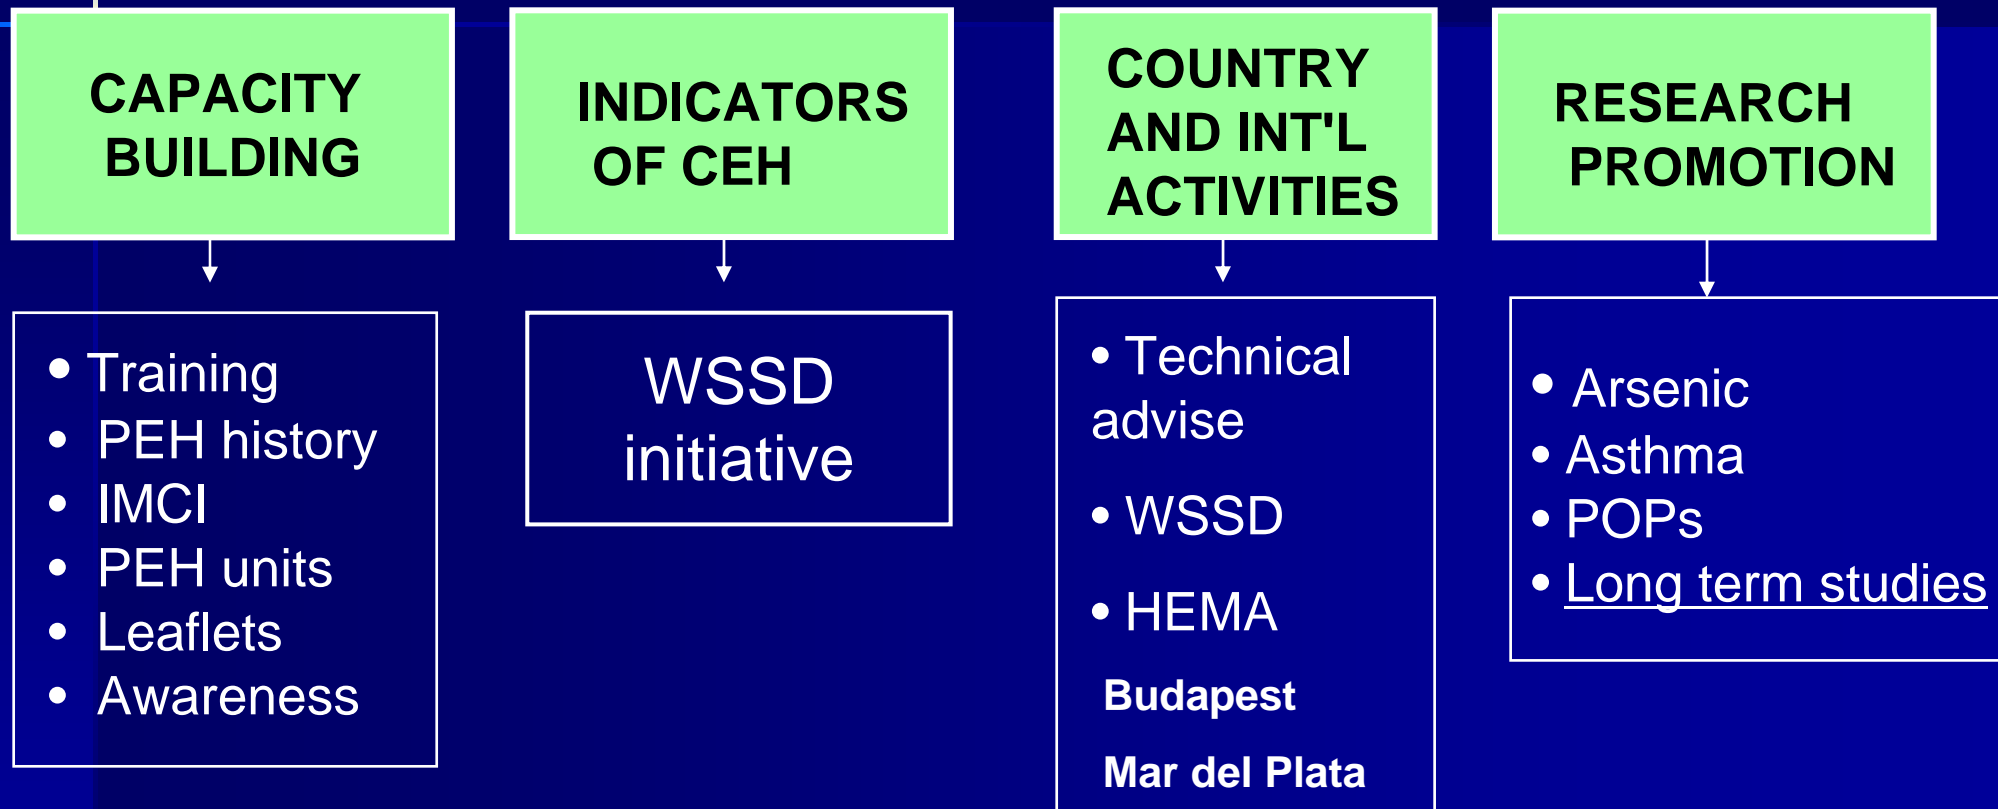 CAPACITY
BUILDING
• Training
• PEH history
• IMCI
• PEH units
• Leaflets
• Awareness
INDICATORS
OF CEH
WSSD
initiative
COUNTRY
AND INT'L
ACTIVITIES
• Technical
advise
• WSSD
• HEMA
Budapest
Mar del Plata
RESEARCH
PROMOTION
• Arsenic
• Asthma
• POPs
• Long term studies